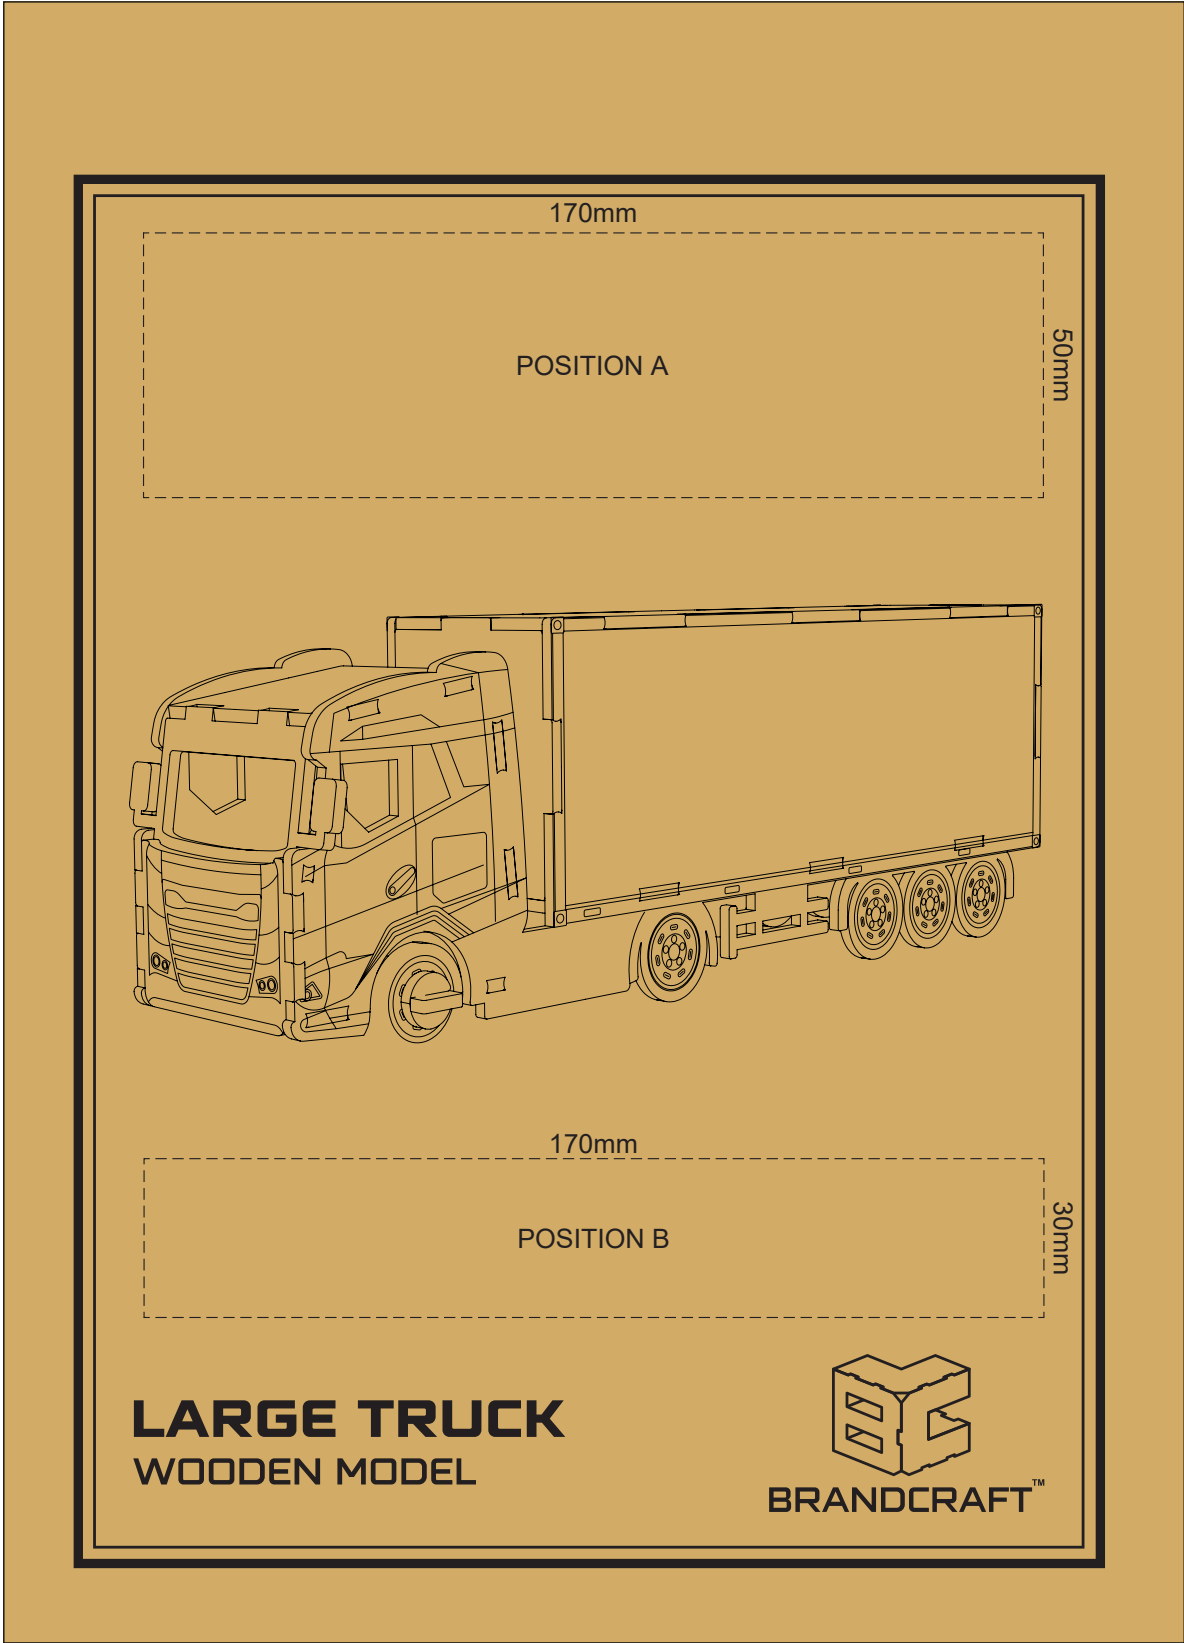 170mm
50mm
POSITION A
170mm
30mm
POSITION B
LARGE TRUCK
WOODEN MODEL
BRANDCRAFT™